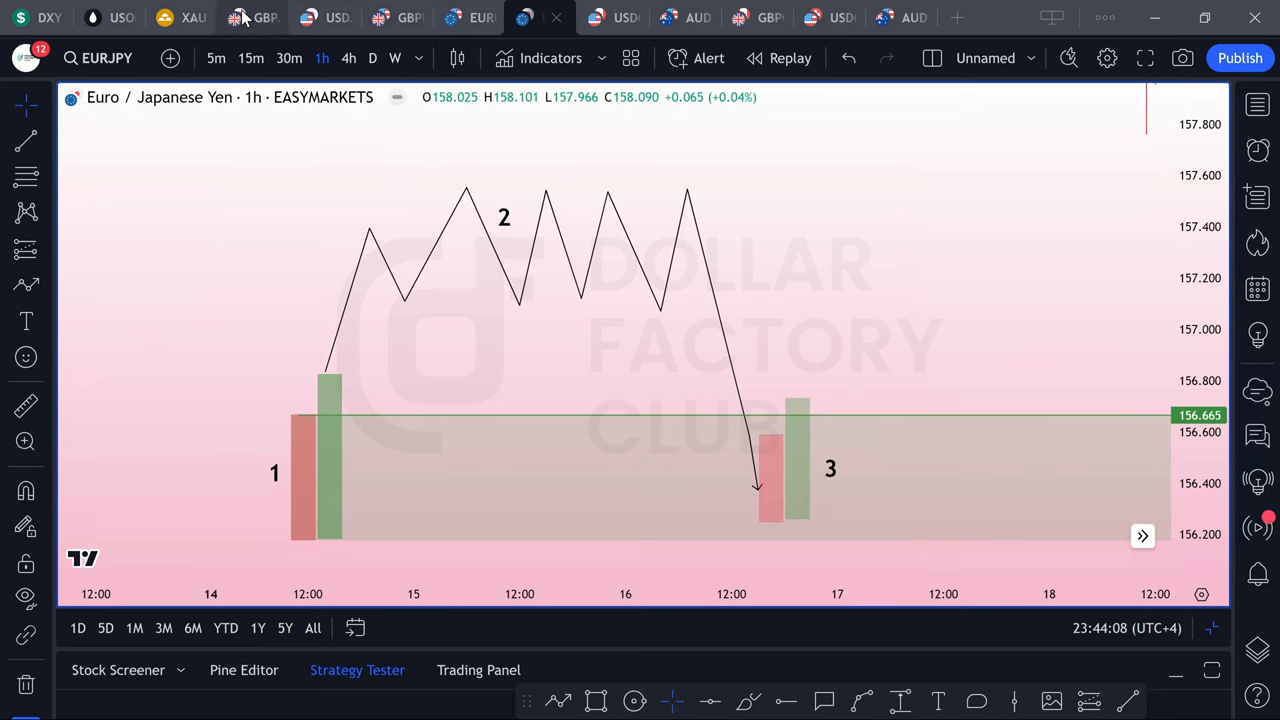 DXY USO XAU GBP. USD. GBP EUR USD AUD GBP USD AUD
12 EURJPY 5m 15m 30m 1h 4h D W Indicators Alert Replay Unnamed Publish
Euro / Japanese Yen · 1h · EASYMARKETS O158.025 H158.101 L157.966 C158.090 +0.065 (+0.04%)
157.800
157.600
2
157.400
DOLLAR
157.200
FACTORY
157.000
156.800
CLUB
156.665
156.600
1
3
156.400
156.200
12:00 14 12:00 15 12:00 16 12:00 17 12:00 18 12:00
1D 5D 1M 3M 6M YTD 1Y 5Y All 23:44:08 (UTC+4)
Stock Screener Pine Editor Strategy Tester Trading Panel